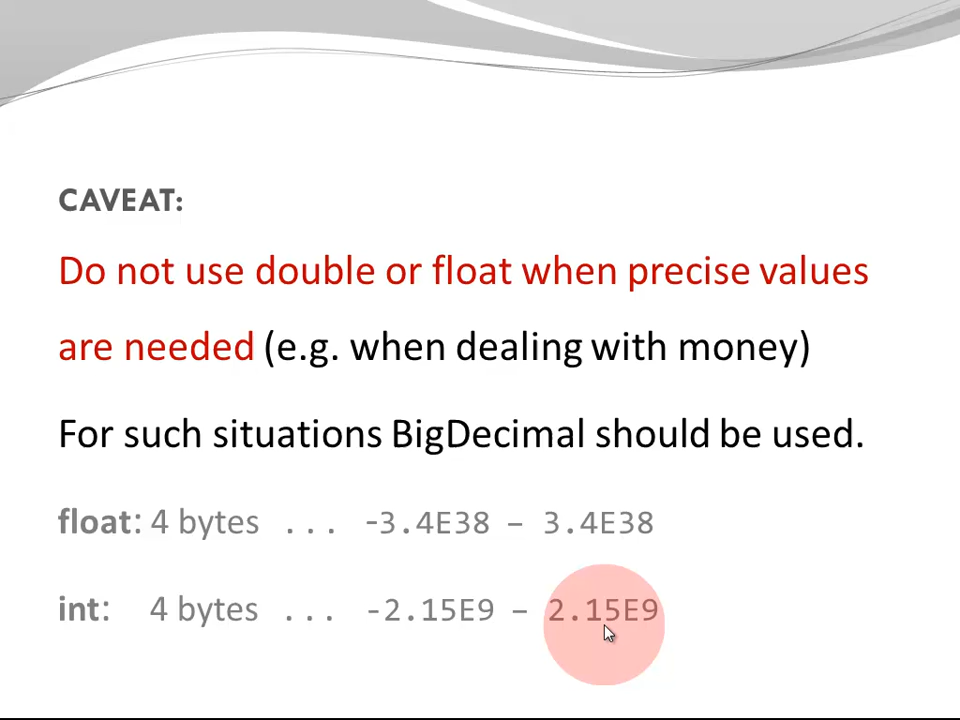 CAVEAT:
Do not use double or float when precise values
are needed (e.g. when dealing with money)
For such situations BigDecimal should be used.
float: 4 bytes ... -3.4E38 – 3.4E38
int: 4 bytes ... -2.15E9 – 2.15E9